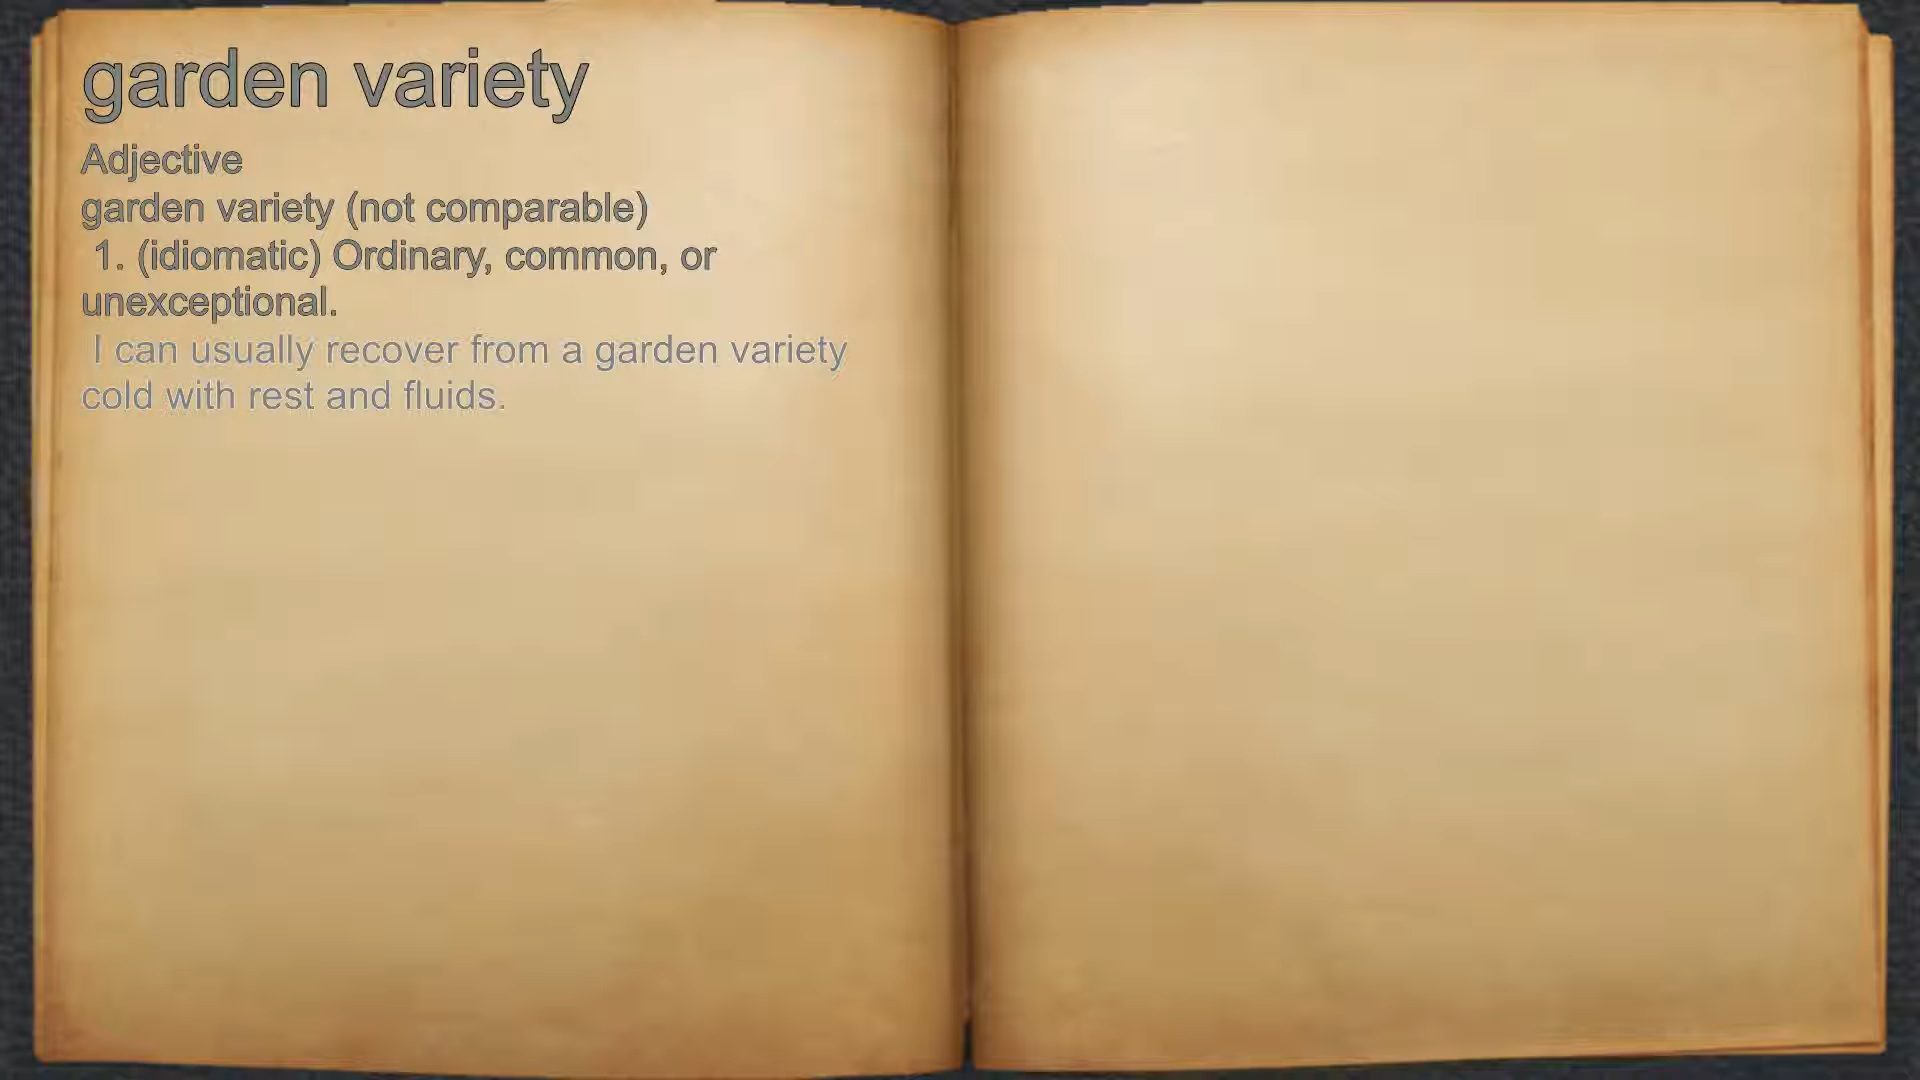 garden variety
Adjective
garden variety (not comparable)
1. (idiomatic) Ordinary, common, or
unexceptional.
I can usually recover from a garden variety
cold with rest and fluids.